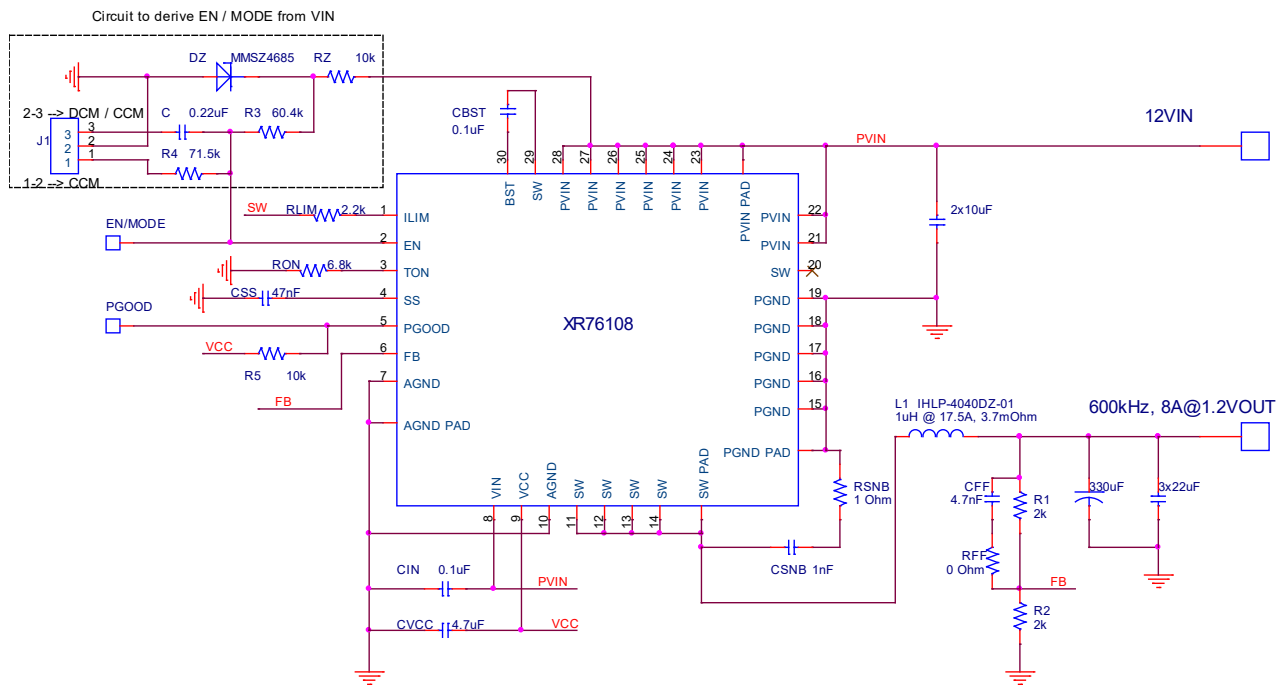 Circuit to derive EN / MODE from VIN
DZ MMSZ4685 RZ 10k
2-3 --> DCM / CCM
C 0.22uF R3 60.4k
J1
3
2
1
3
2
1
R4 71.5k
1-2 --> CCM
CBST
0.1uF
12VIN
PVIN
30 29 28 27 26 25 24 23
BST SW PVIN PVIN PVIN PVIN PVIN PVIN PVIN PAD
SW RLIM 2.2k 1 ILIM
EN/MODE
2 EN
RON 6.8k 3 TON
CSS 47nF 4 SS
PGOOD
5 PGOOD
VCC
R5 10k
6 FB
FB
7 AGND
AGND PAD
XR76108
PVIN 22
PVIN 21
SW 20
PGND 19
PGND 18
PGND 17
PGND 16
PGND 15
PGND PAD
2x10uF
VIN VCC AGND SW SW SW SW SW PAD
8 9 10 11 12 13 14
CIN 0.1uF PVIN
CVCC 4.7uF VCC
RSNB
1 Ohm
CSNB 1nF
L1 IHLP-4040DZ-01
1uH @ 17.5A, 3.7mOhm
600kHz, 8A@1.2VOUT
CFF
4.7nF
R1
2k
330uF
3x22uF
RFF
0 Ohm
FB
R2
2k